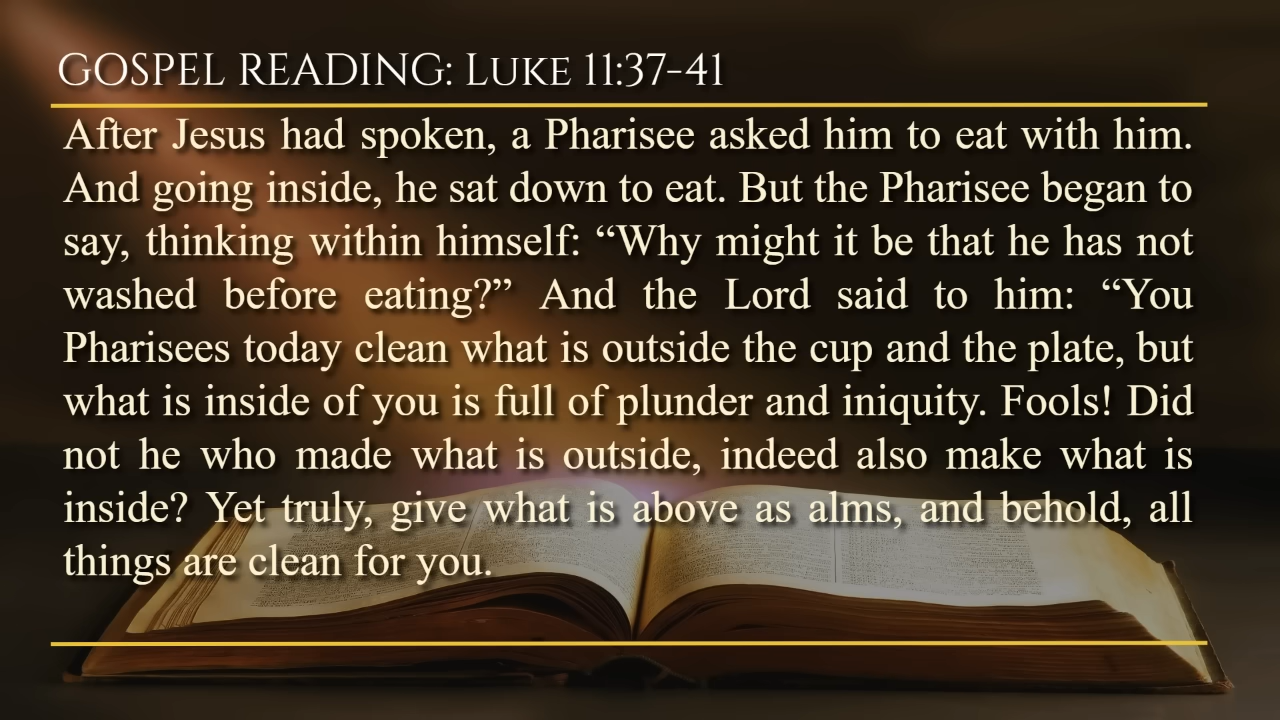 GOSPEL READING: LUKE 11:37-41
After Jesus had spoken, a Pharisee asked him to eat with him.
And going inside, he sat down to eat. But the Pharisee began to
say, thinking within himself: “Why might it be that he has not
washed before eating?” And the Lord said to him: “You
Pharisees today clean what is outside the cup and the plate, but
what is inside of you is full of plunder and iniquity. Fools! Did
not he who made what is outside, indeed also make what is
inside? Yet truly, give what is above as alms, and behold, all
things are clean for you.